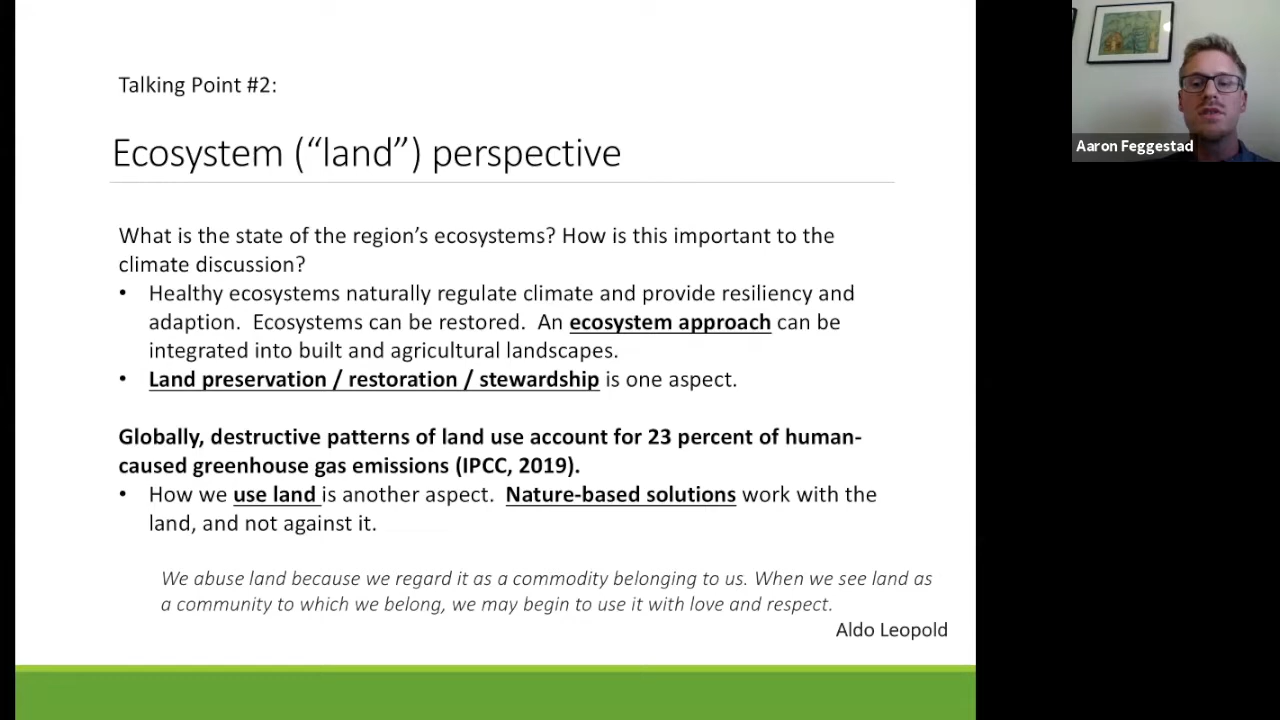 Talking Point #2:
Ecosystem (“land”) perspective
What is the state of the region’s ecosystems? How is this important to the
climate discussion?
• Healthy ecosystems naturally regulate climate and provide resiliency and
adaption.  Ecosystems can be restored.  An ecosystem approach can be
integrated into built and agricultural landscapes.
• Land preservation / restoration / stewardship is one aspect.
Globally, destructive patterns of land use account for 23 percent of human-
caused greenhouse gas emissions (IPCC, 2019).
• How we use land is another aspect.  Nature-based solutions work with the
land, and not against it.
We abuse land because we regard it as a commodity belonging to us. When we see land as
a community to which we belong, we may begin to use it with love and respect.
Aldo Leopold
Aaron Feggestad